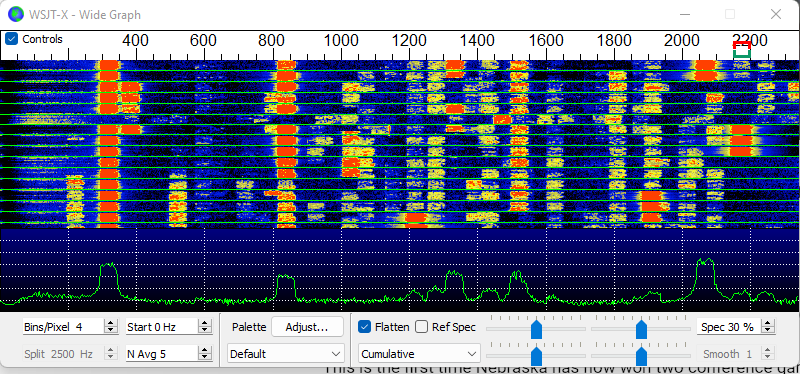 WSJT-X - Wide Graph
Controls
200 400 600 800 1000 1200 1400 1600 1800 2000 2200
Bins/Pixel 4 Start 0 Hz Palette Adjust... Flatten Ref Spec Spec 30 %
Split 2500 Hz N Avg 5 Default Cumulative Smooth 1
This is the first time Nebraska has now won two conference gam